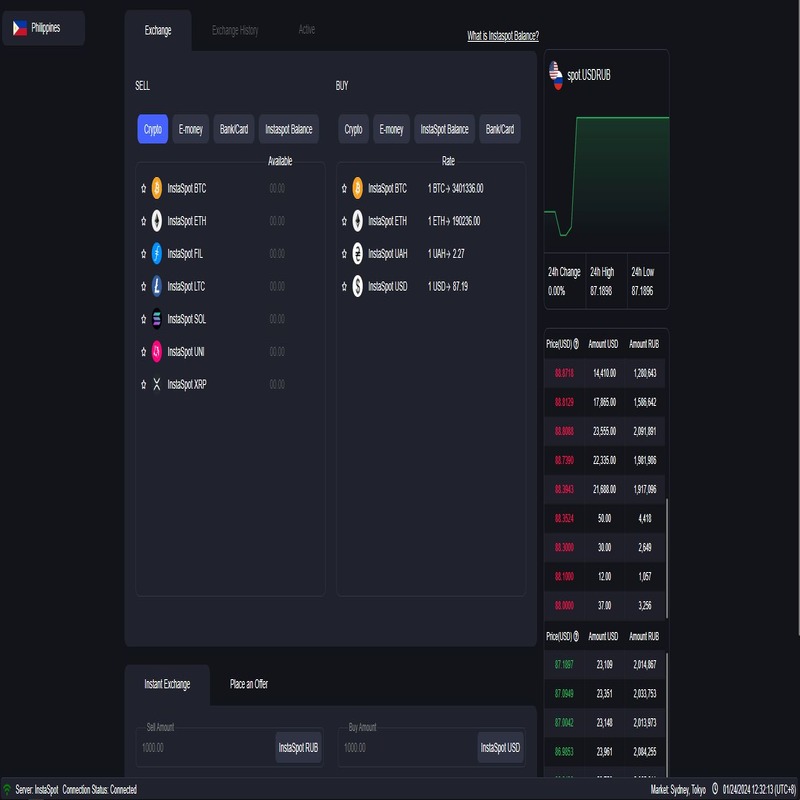 Philippines
Exchange
Exchange History
Active
What is Instaspot Balance?
SELL
Crypto
E-money
Bank/Card
Instaspot Balance
Available
InstaSpot BTC 00.00
InstaSpot ETH 00.00
InstaSpot FIL 00.00
InstaSpot LTC 00.00
InstaSpot SOL 00.00
InstaSpot UNI 00.00
InstaSpot XRP 00.00
BUY
Crypto
E-money
InstaSpot Balance
Bank/Card
Rate
InstaSpot BTC 1 BTC→ 3401336.00
InstaSpot ETH 1 ETH→ 190236.00
InstaSpot UAH 1 UAH→ 2.27
InstaSpot USD 1 USD→ 87.19
spot.USDRUB
24h Change 24h High 24h Low
0.00% 87.1898 87.1896
Price(USD) Amount USD Amount RUB
88.8718 14,410.00 1,280,643
88.8129 17,865.00 1,586,642
88.8088 23,555.00 2,091,891
88.7390 22,335.00 1,981,986
88.3943 21,688.00 1,917,096
88.3524 50.00 4,418
88.3000 30.00 2,649
88.1000 12.00 1,057
88.0000 37.00 3,256
Price(USD) Amount USD Amount RUB
87.1897 23,109 2,014,867
87.0949 23,351 2,033,753
87.0042 23,148 2,013,973
86.9853 23,961 2,084,255
Instant Exchange
Place an Offer
Sell Amount
1000.00 InstaSpot RUB
Buy Amount
1000.00 InstaSpot USD
Server: InstaSpot Connection Status: Connected
Market: Sydney, Tokyo 01/24/2024 12:32:13 (UTC+8)